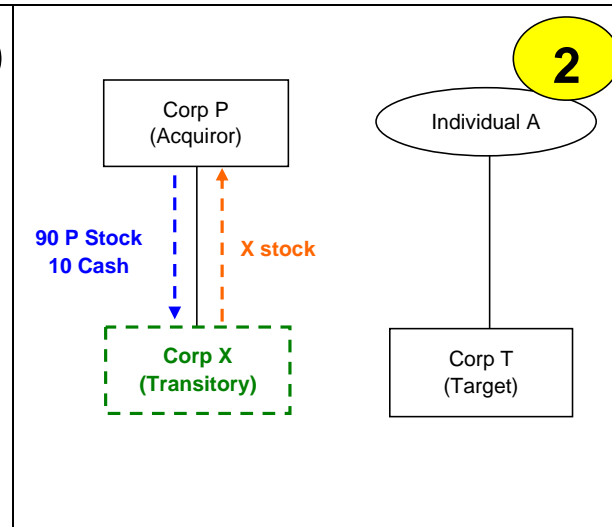 2
Corp P
(Acquiror)
Individual A
90 P Stock
10 Cash
X stock
Corp X
(Transitory)
Corp T
(Target)